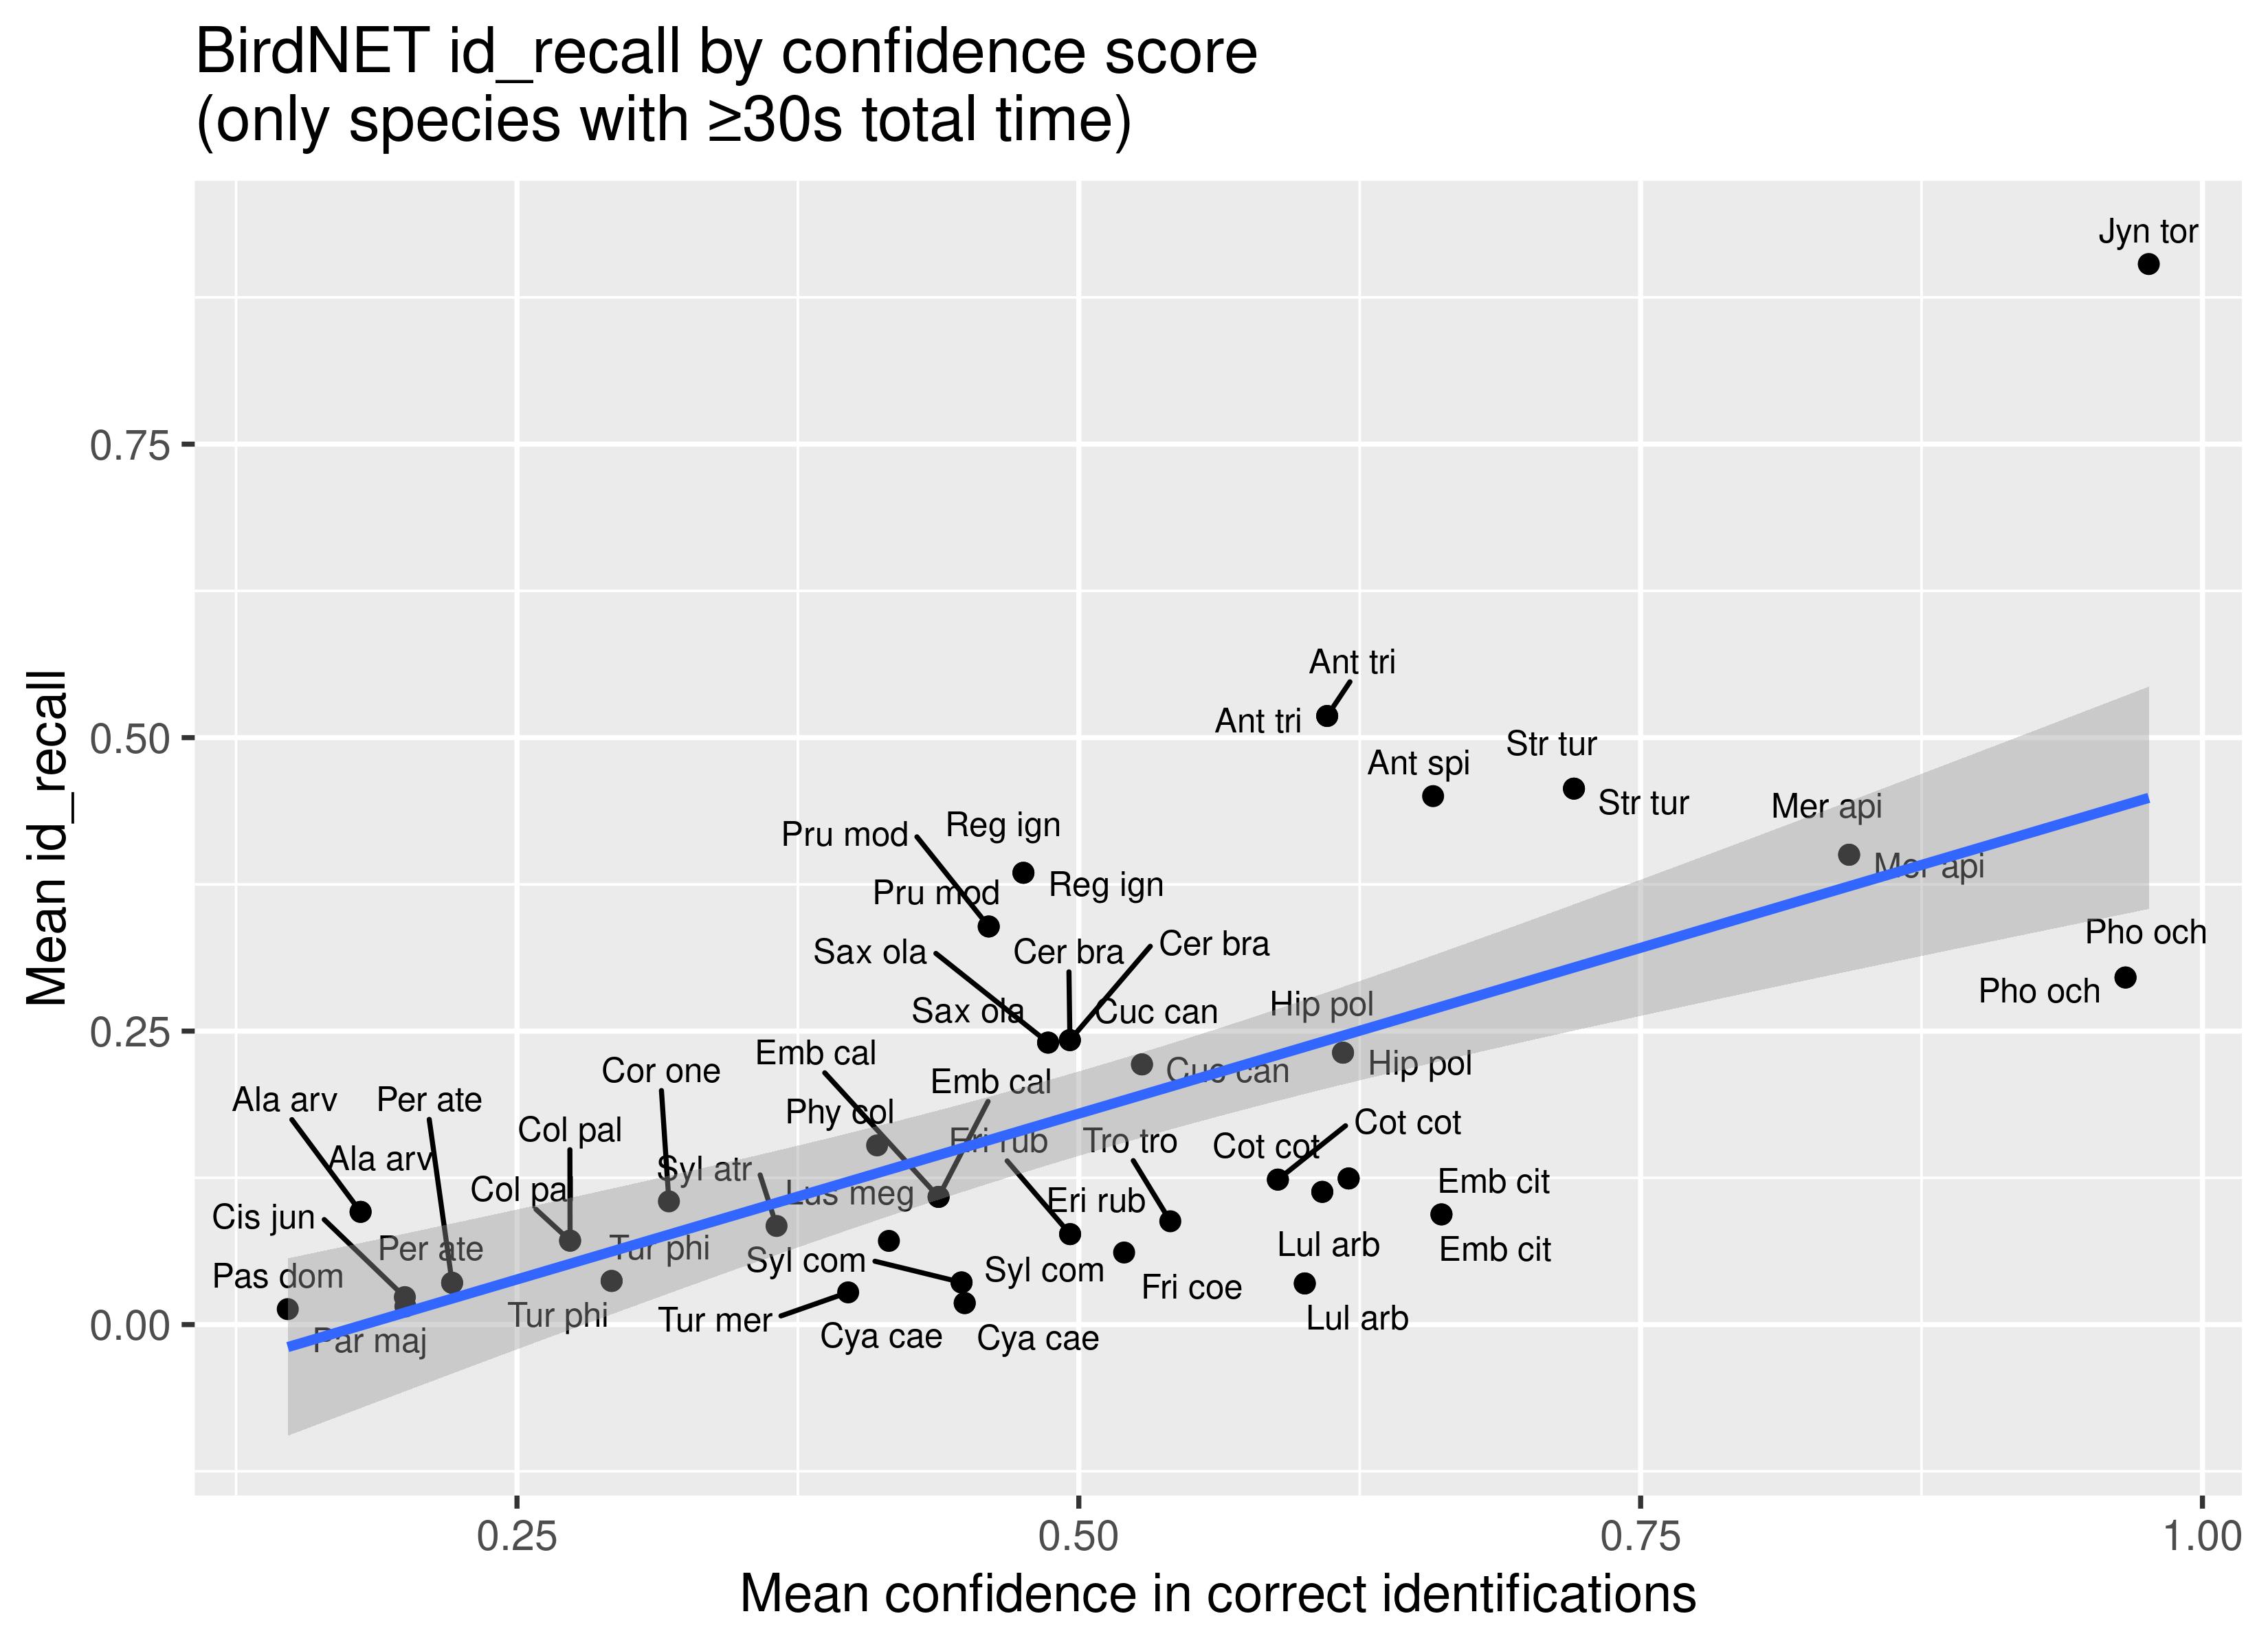 BirdNET id_recall by confidence score
(only species with ≥30s total time)
Jyn tor
0.75
Ant tri
Ant tri
0.50
Str tur
Ant spi
Str tur
Mer api
Reg ign
Pru mod
Mer api
Reg ign
Pru mod
Pho och
Cer bra
Sax ola
Cer bra
Pho och
Hip pol
Sax ola
Cuc can
0.25
Cor one
Emb cal
Hip pol
Cuc can
Emb cal
Ala arv
Per ate
Phy col
Cot cot
Col pal
Eri rub
Tro tro
Cot cot
Ala arv
Syl atr
Emb cit
Col pal
Lus meg
Eri rub
Cis jun
Per ate
Tur phi
Lul arb
Emb cit
Syl com
Syl com
Pas dom
Fri coe
Tur phi
Tur mer
Lul arb
0.00
Par maj
Cya cae
Cya cae
Mean id_recall
0.25
0.50
0.75
1.00
Mean confidence in correct identifications